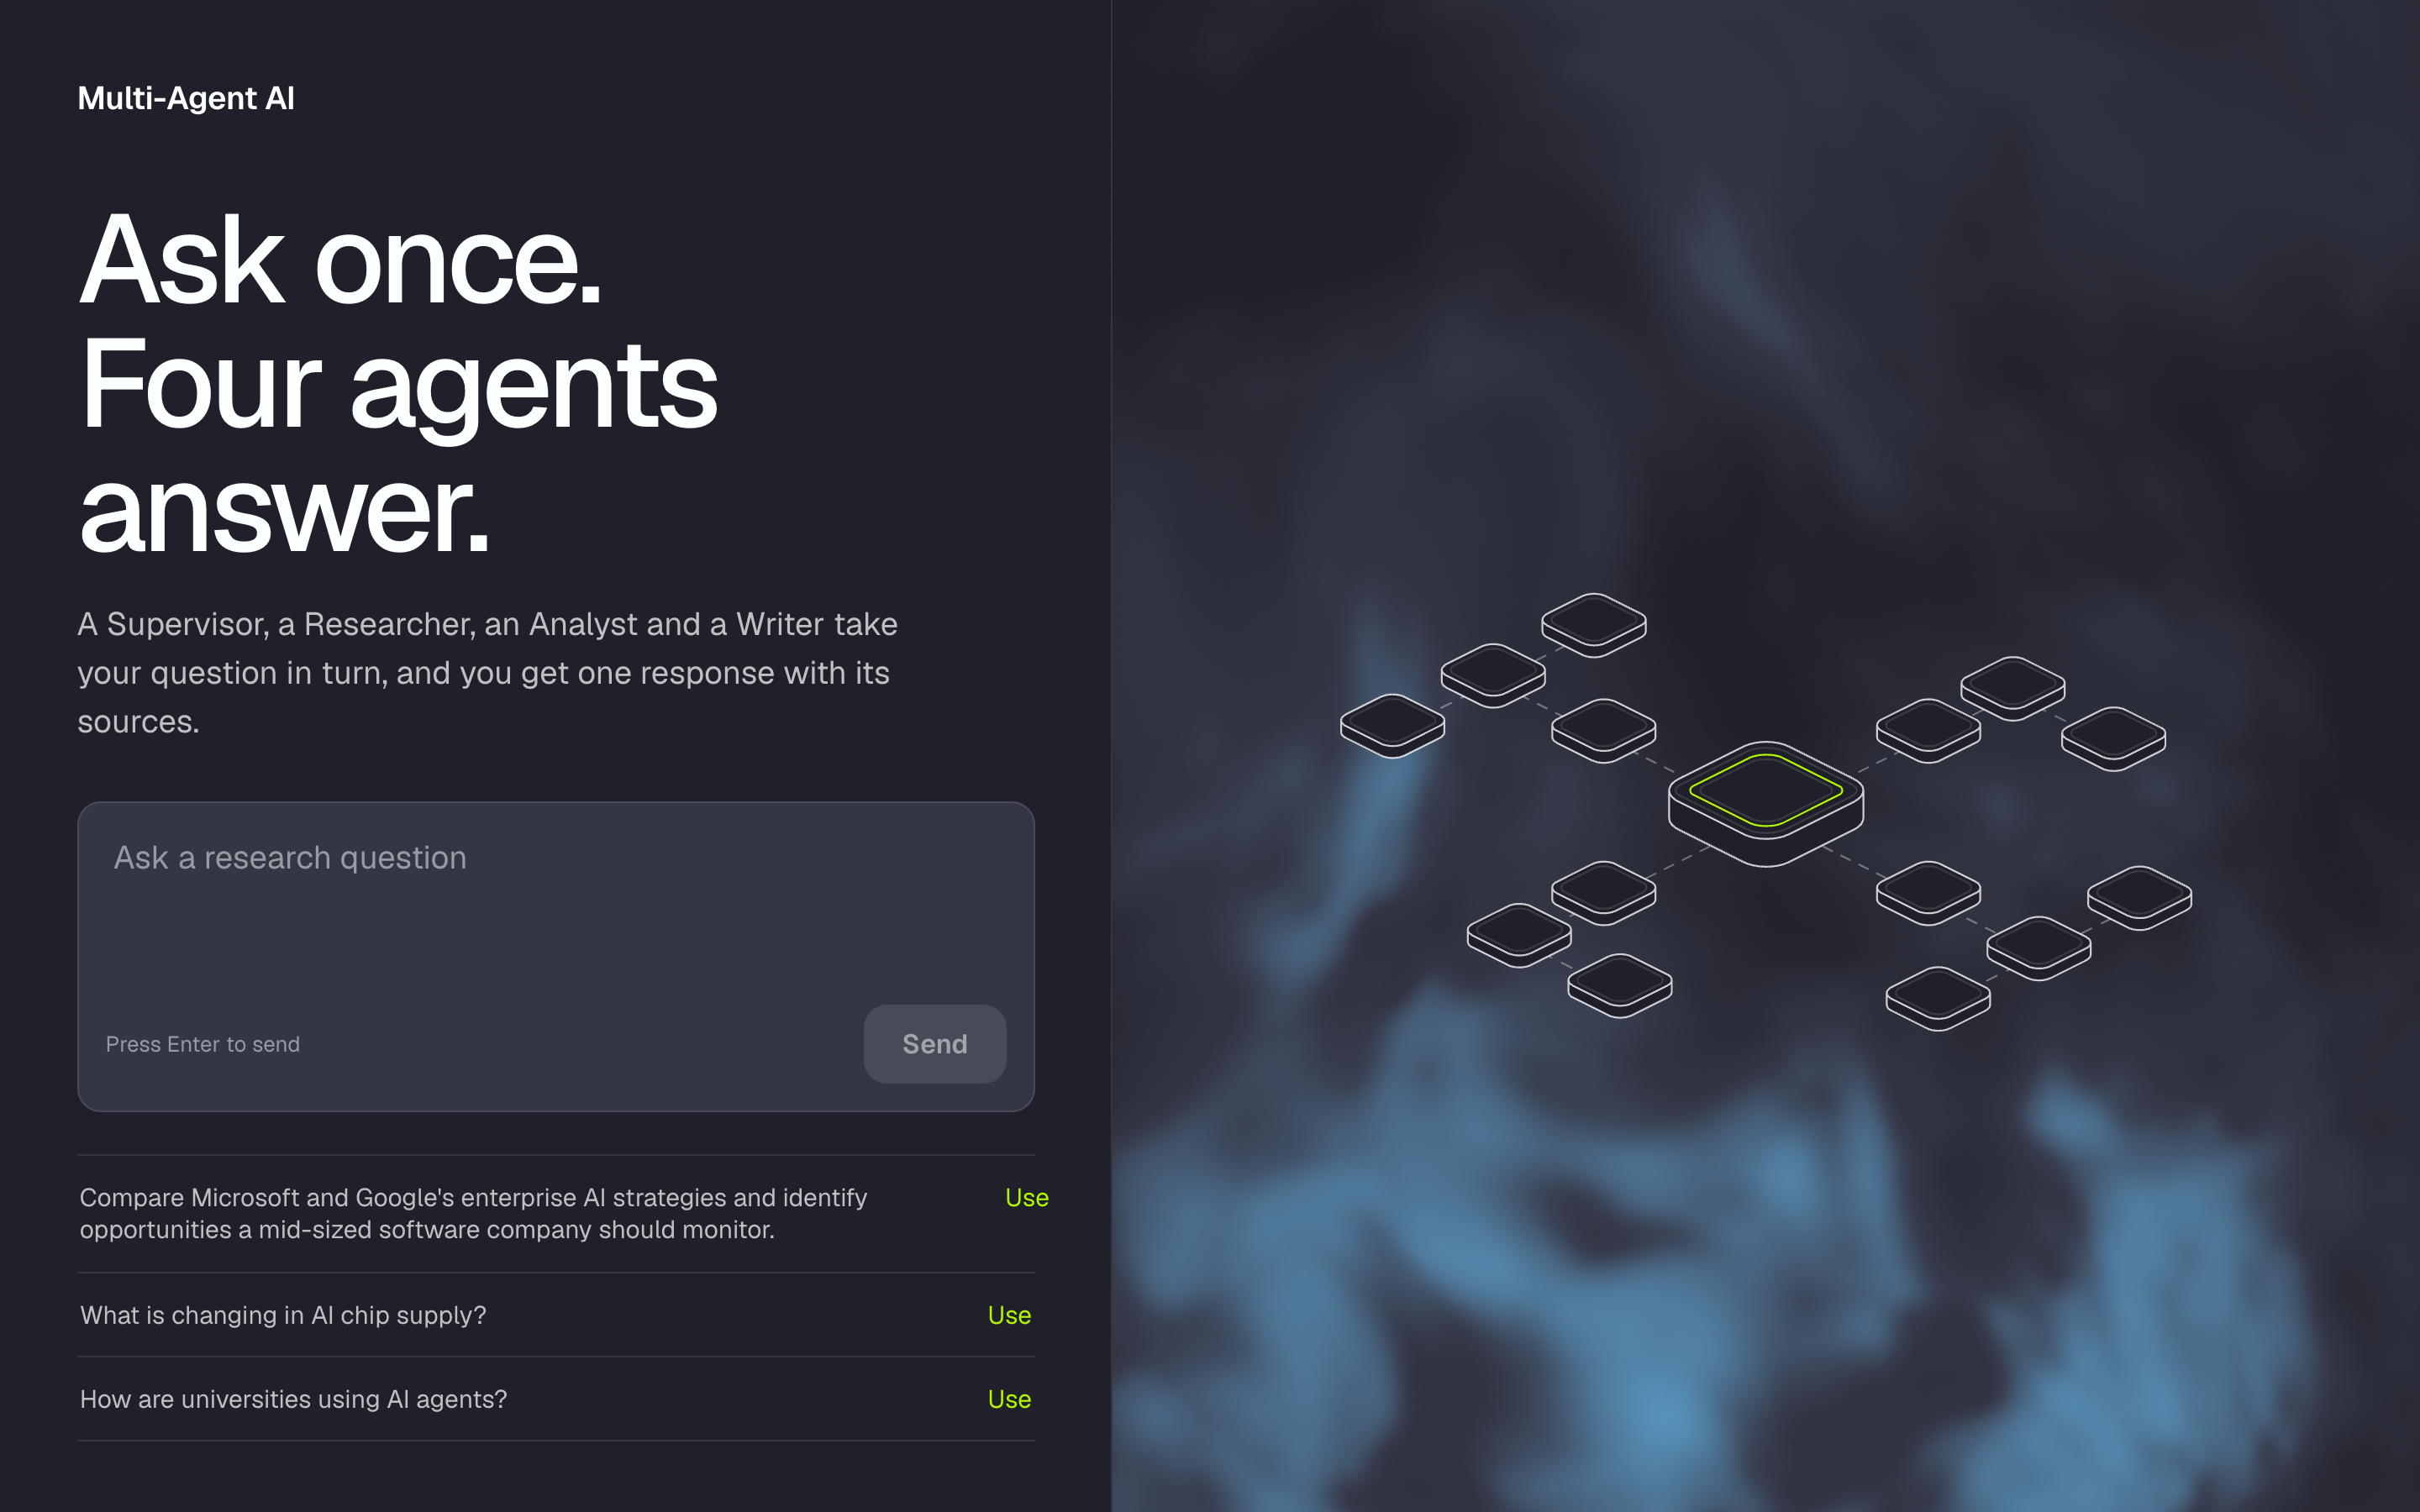 Multi-Agent AI
Ask once.
Four agents
answer.
A Supervisor, a Researcher, an Analyst and a Writer take
your question in turn, and you get one response with its
sources.
Ask a research question
Press Enter to send
Send
Compare Microsoft and Google's enterprise AI strategies and identify
opportunities a mid-sized software company should monitor.
Use
What is changing in AI chip supply?
Use
How are universities using AI agents?
Use